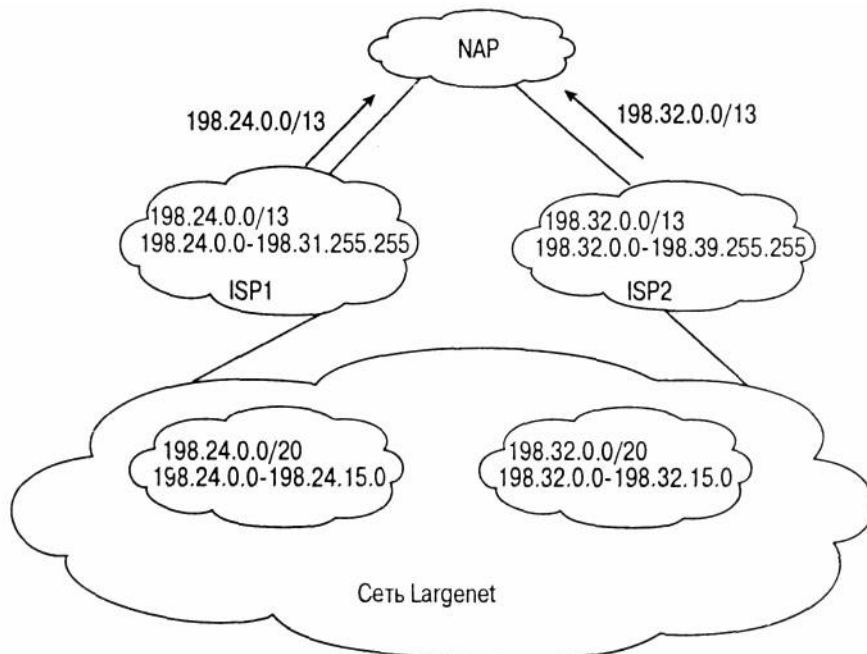 NAP
198.24.0.0/13
198.32.0.0/13
198.24.0.0/13
198.24.0.0-198.31.255.255
ISP1
198.32.0.0/13
198.32.0.0-198.39.255.255
ISP2
198.24.0.0/20
198.24.0.0-198.24.15.0
198.32.0.0/20
198.32.0.0-198.32.15.0
Сеть Largenet